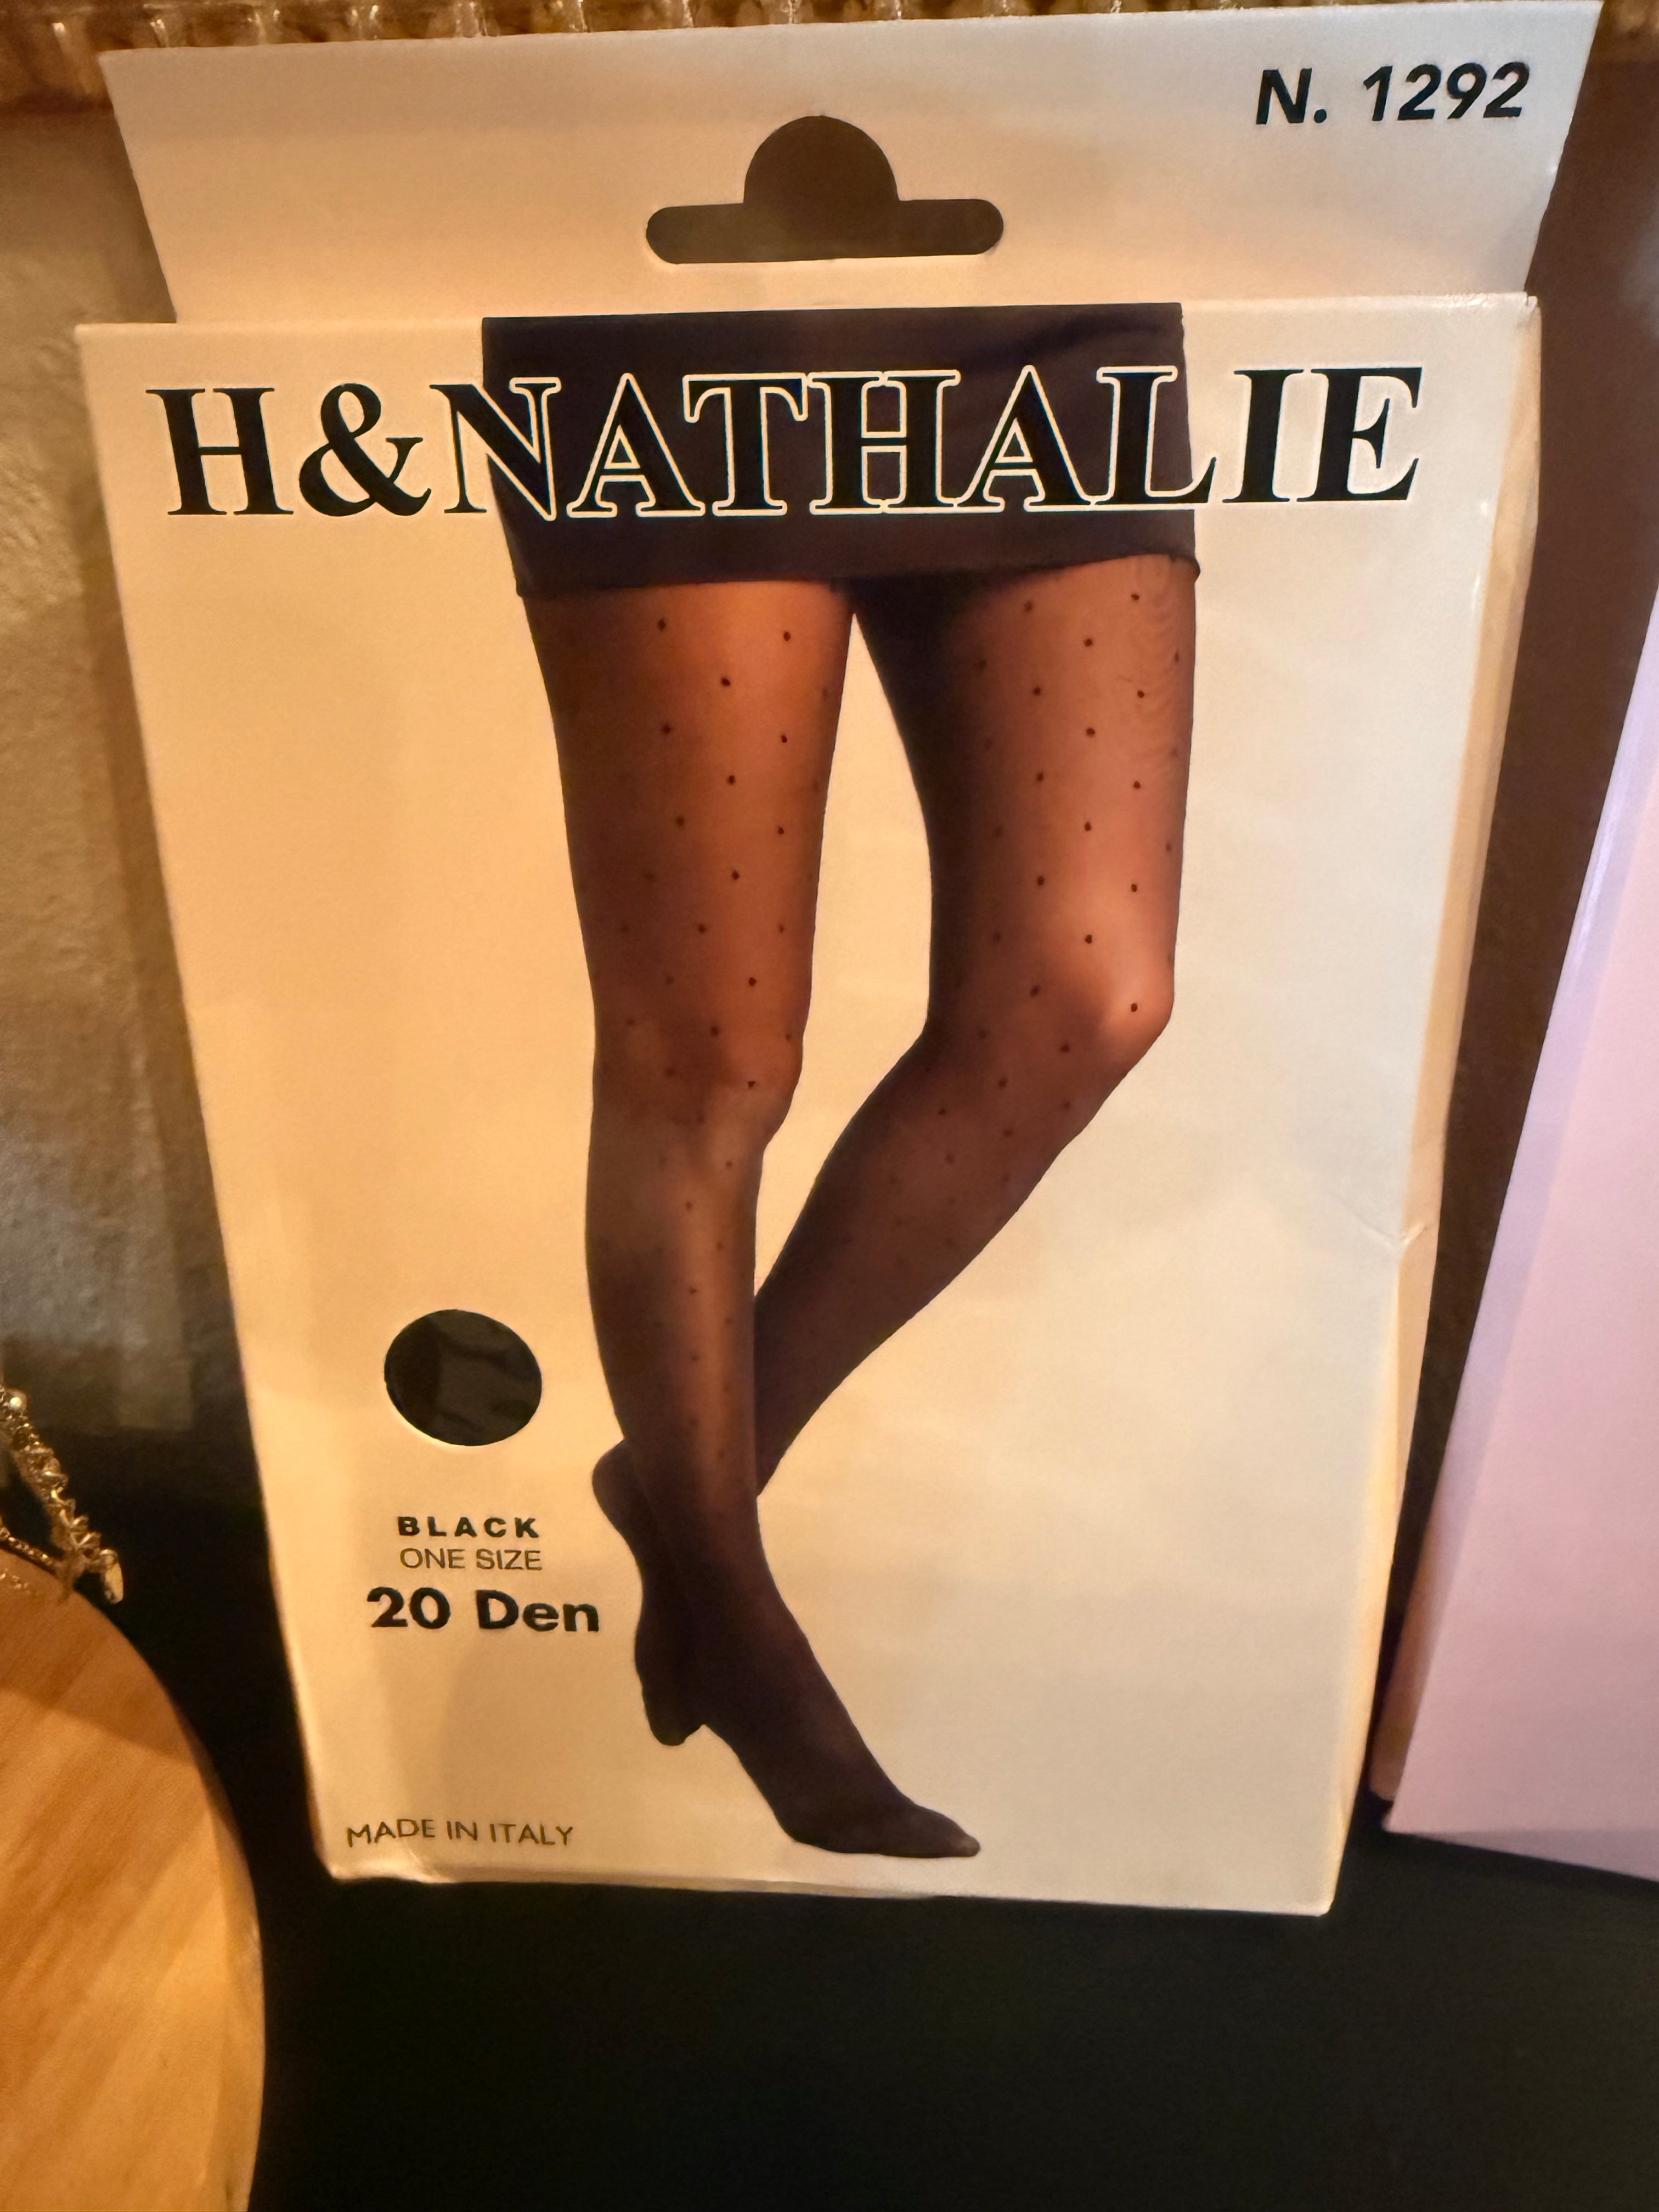 N. 1292
H&NATHALIE
BLACK
ONE SIZE
20 Den
MADE IN ITALY